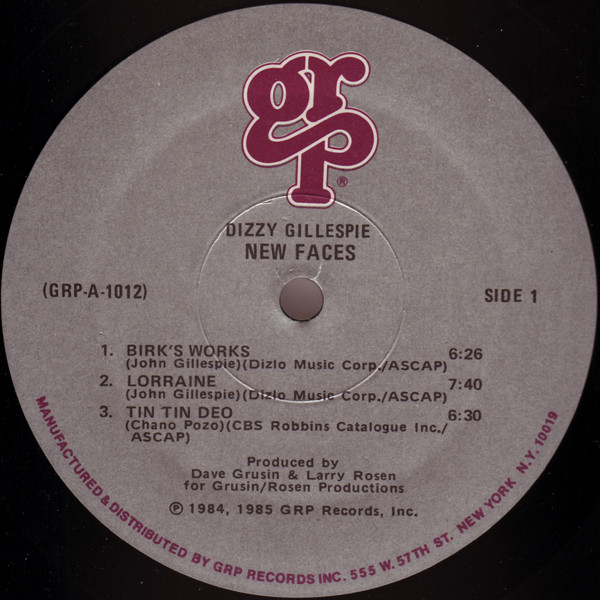 grp
®
DIZZY GILLESPIE
NEW FACES
(GRP-A-1012)
SIDE 1
1. BIRK'S WORKS 6:26
(John Gillespie)(Dizlo Music Corp./ASCAP)
2. LORRAINE 7:40
(John Gillespie)(Dizlo Music Corp./ASCAP)
3. TIN TIN DEO 6:30
(Chano Pozo)(CBS Robbins Catalogue Inc./
ASCAP)
Produced by
Dave Grusin & Larry Rosen
for Grusin/Rosen Productions
℗ 1984, 1985 GRP Records, Inc.
MANUFACTURED & DISTRIBUTED BY GRP RECORDS INC. 555 W. 57TH ST. NEW YORK N.Y. 10019